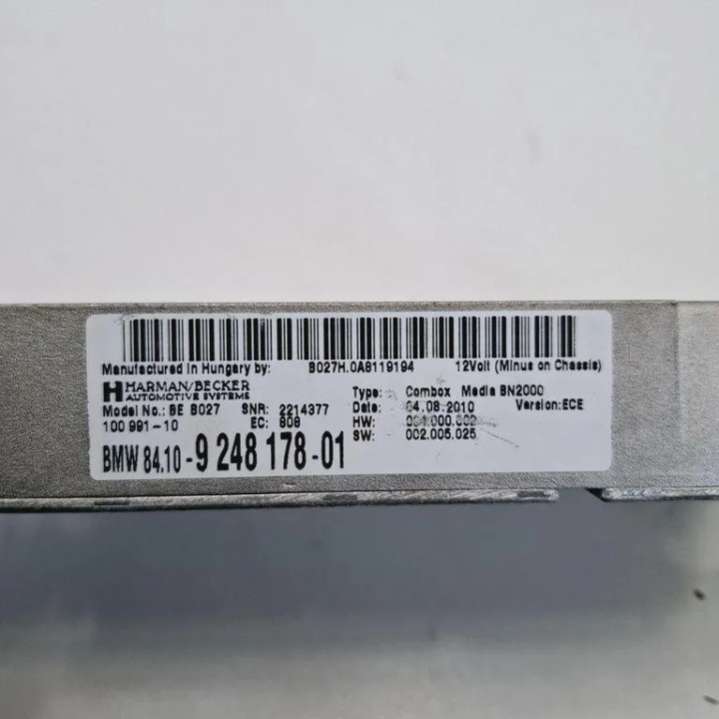 Manufactured in Hungary by: B027H.0A8119194 12Volt (Minus on Chassis)
HARMAN/BECKER
AUTOMOTIVE SYSTEMS
Type: Combox Media BN2000
Model No.: BE B027 SNR: 2214377 Date: 04.08.2010 Version:ECE
100 991-10 EC: 808 HW:
SW: 002.005.025
BMW 84.10-9 248 178-01